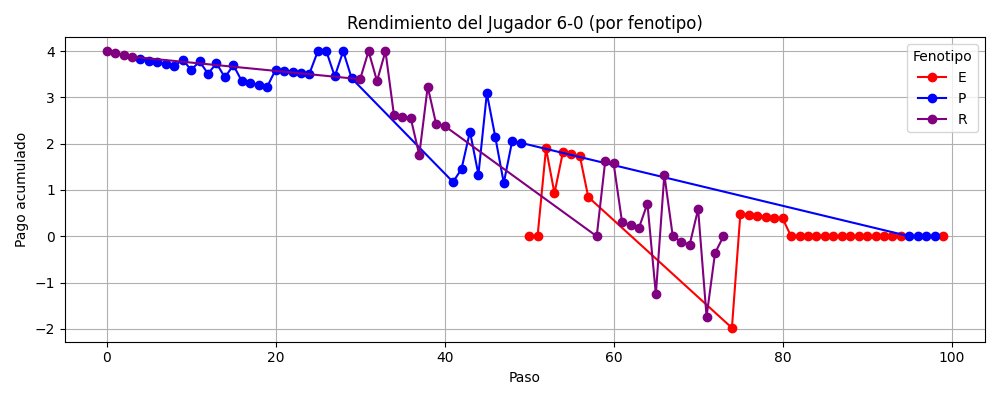 Rendimiento del Jugador 6-0 (por fenotipo)
Pago acumulado
4
3
2
1
0
−1
−2
Fenotipo
E
P
R
0 20 40 60 80 100
Paso